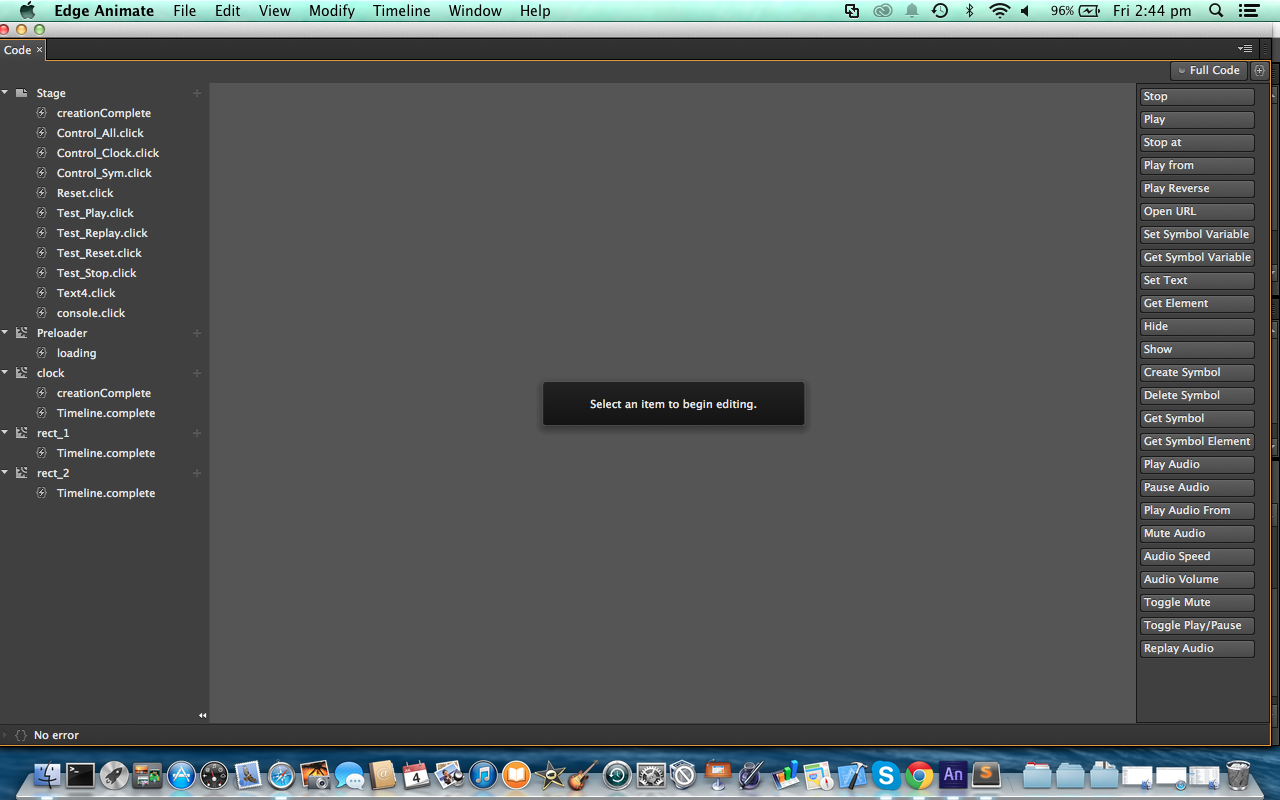 Edge Animate File Edit View Modify Timeline Window Help 96% Fri 2:44 pm
Code ×
Full Code
Stage
creationComplete
Control_All.click
Control_Clock.click
Control_Sym.click
Reset.click
Test_Play.click
Test_Replay.click
Test_Reset.click
Test_Stop.click
Text4.click
console.click
Preloader
loading
clock
creationComplete
Timeline.complete
rect_1
Timeline.complete
rect_2
Timeline.complete
Select an item to begin editing.
Stop
Play
Stop at
Play from
Play Reverse
Open URL
Set Symbol Variable
Get Symbol Variable
Set Text
Get Element
Hide
Show
Create Symbol
Delete Symbol
Get Symbol
Get Symbol Element
Play Audio
Pause Audio
Play Audio From
Mute Audio
Audio Speed
Audio Volume
Toggle Mute
Toggle Play/Pause
Replay Audio
{} No error
4
An
S